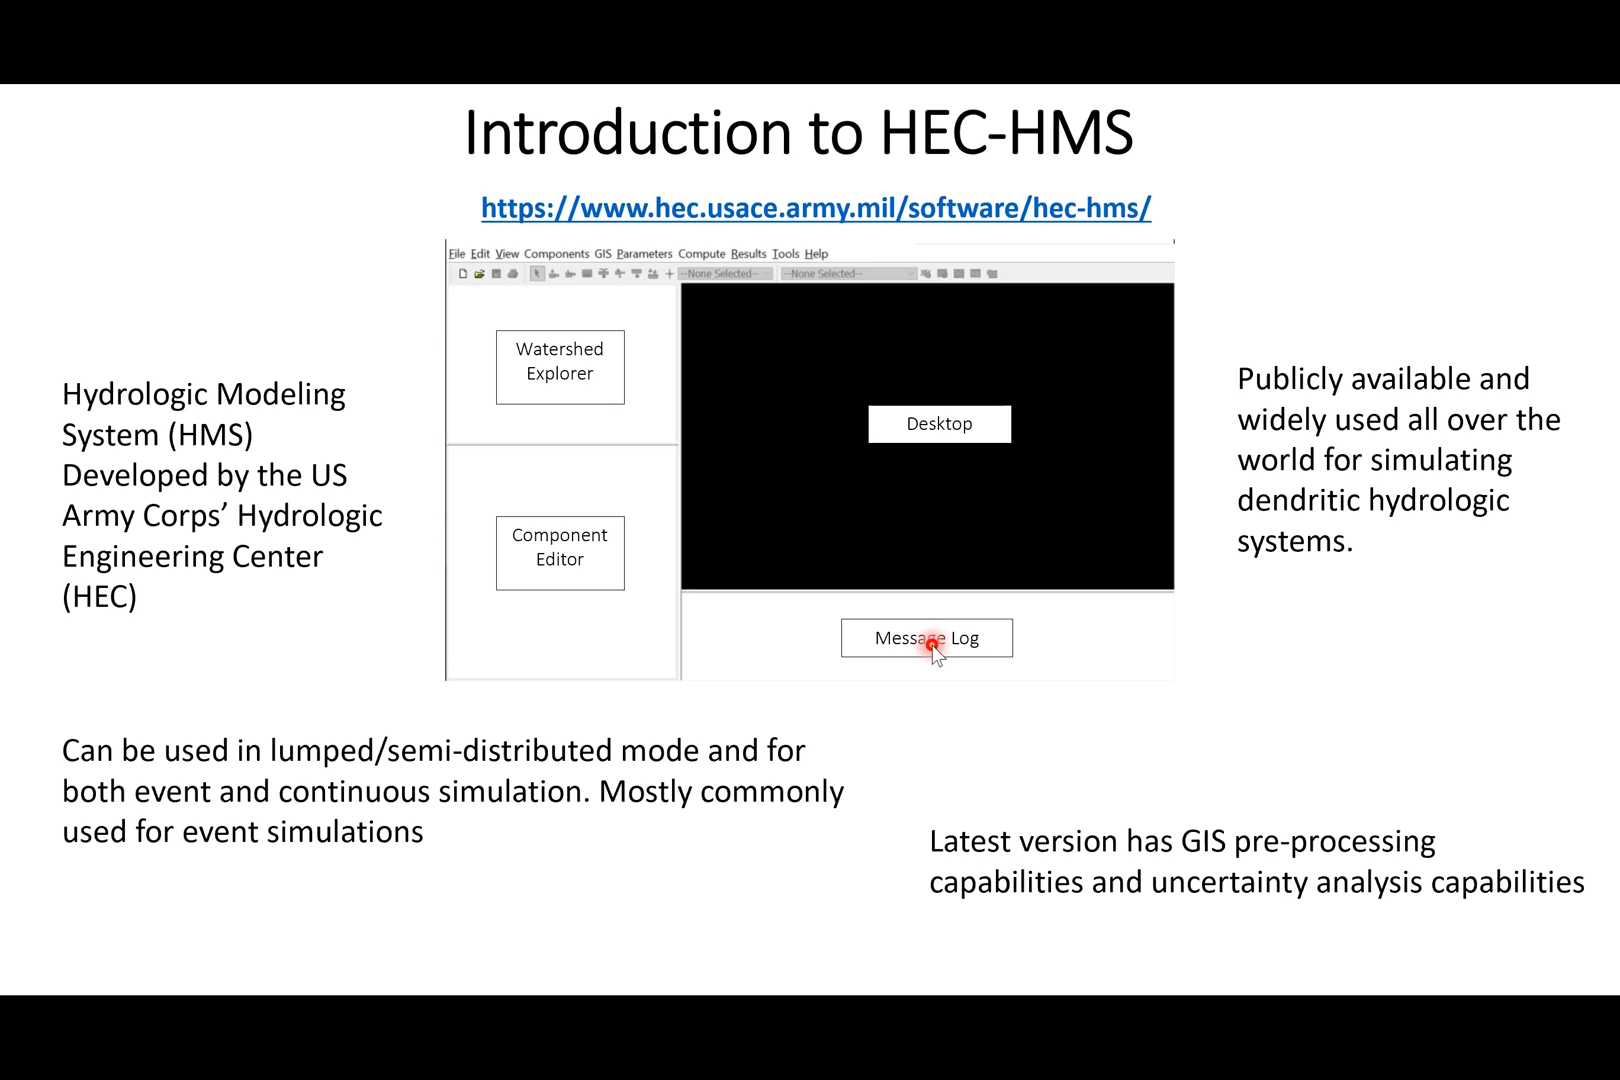 Introduction to HEC-HMS
https://www.hec.usace.army.mil/software/hec-hms/
File Edit View Components GIS Parameters Compute Results Tools Help
--None Selected-- --None Selected--
Watershed
Explorer
Desktop
Component
Editor
Message Log
Hydrologic Modeling
System (HMS)
Developed by the US
Army Corps’ Hydrologic
Engineering Center
(HEC)
Publicly available and
widely used all over the
world for simulating
dendritic hydrologic
systems.
Can be used in lumped/semi-distributed mode and for
both event and continuous simulation. Mostly commonly
used for event simulations
Latest version has GIS pre-processing
capabilities and uncertainty analysis capabilities